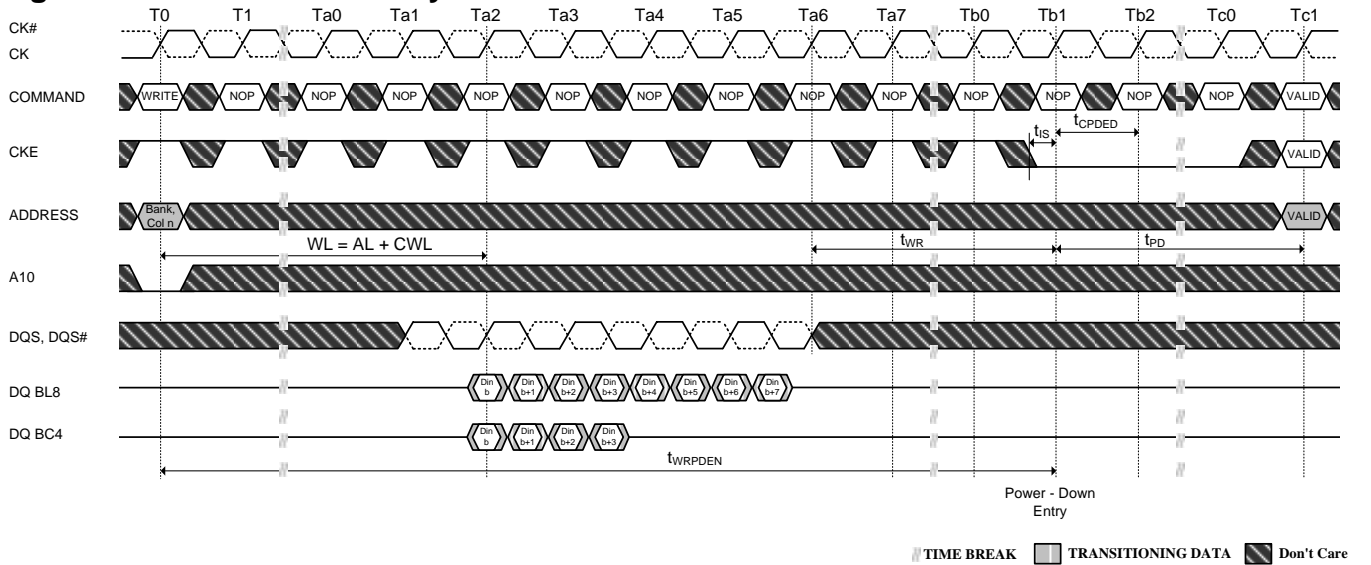 T0 T1 Ta0 Ta1 Ta2 Ta3 Ta4 Ta5 Ta6 Ta7 Tb0 Tb1 Tb2 Tc0 Tc1
CK#
CK
COMMAND WRITE NOP NOP NOP NOP NOP NOP NOP NOP NOP NOP NOP NOP NOP VALID
tIS tCPDED
CKE VALID
ADDRESS Bank, Col n VALID
WL = AL + CWL tWR tPD
A10
DQS, DQS#
DQ BL8 Din b Din b+1 Din b+2 Din b+3 Din b+4 Din b+5 Din b+6 Din b+7
DQ BC4 Din b Din b+1 Din b+2 Din b+3
tWRPDEN
Power - Down
Entry
TIME BREAK TRANSITIONING DATA Don't Care